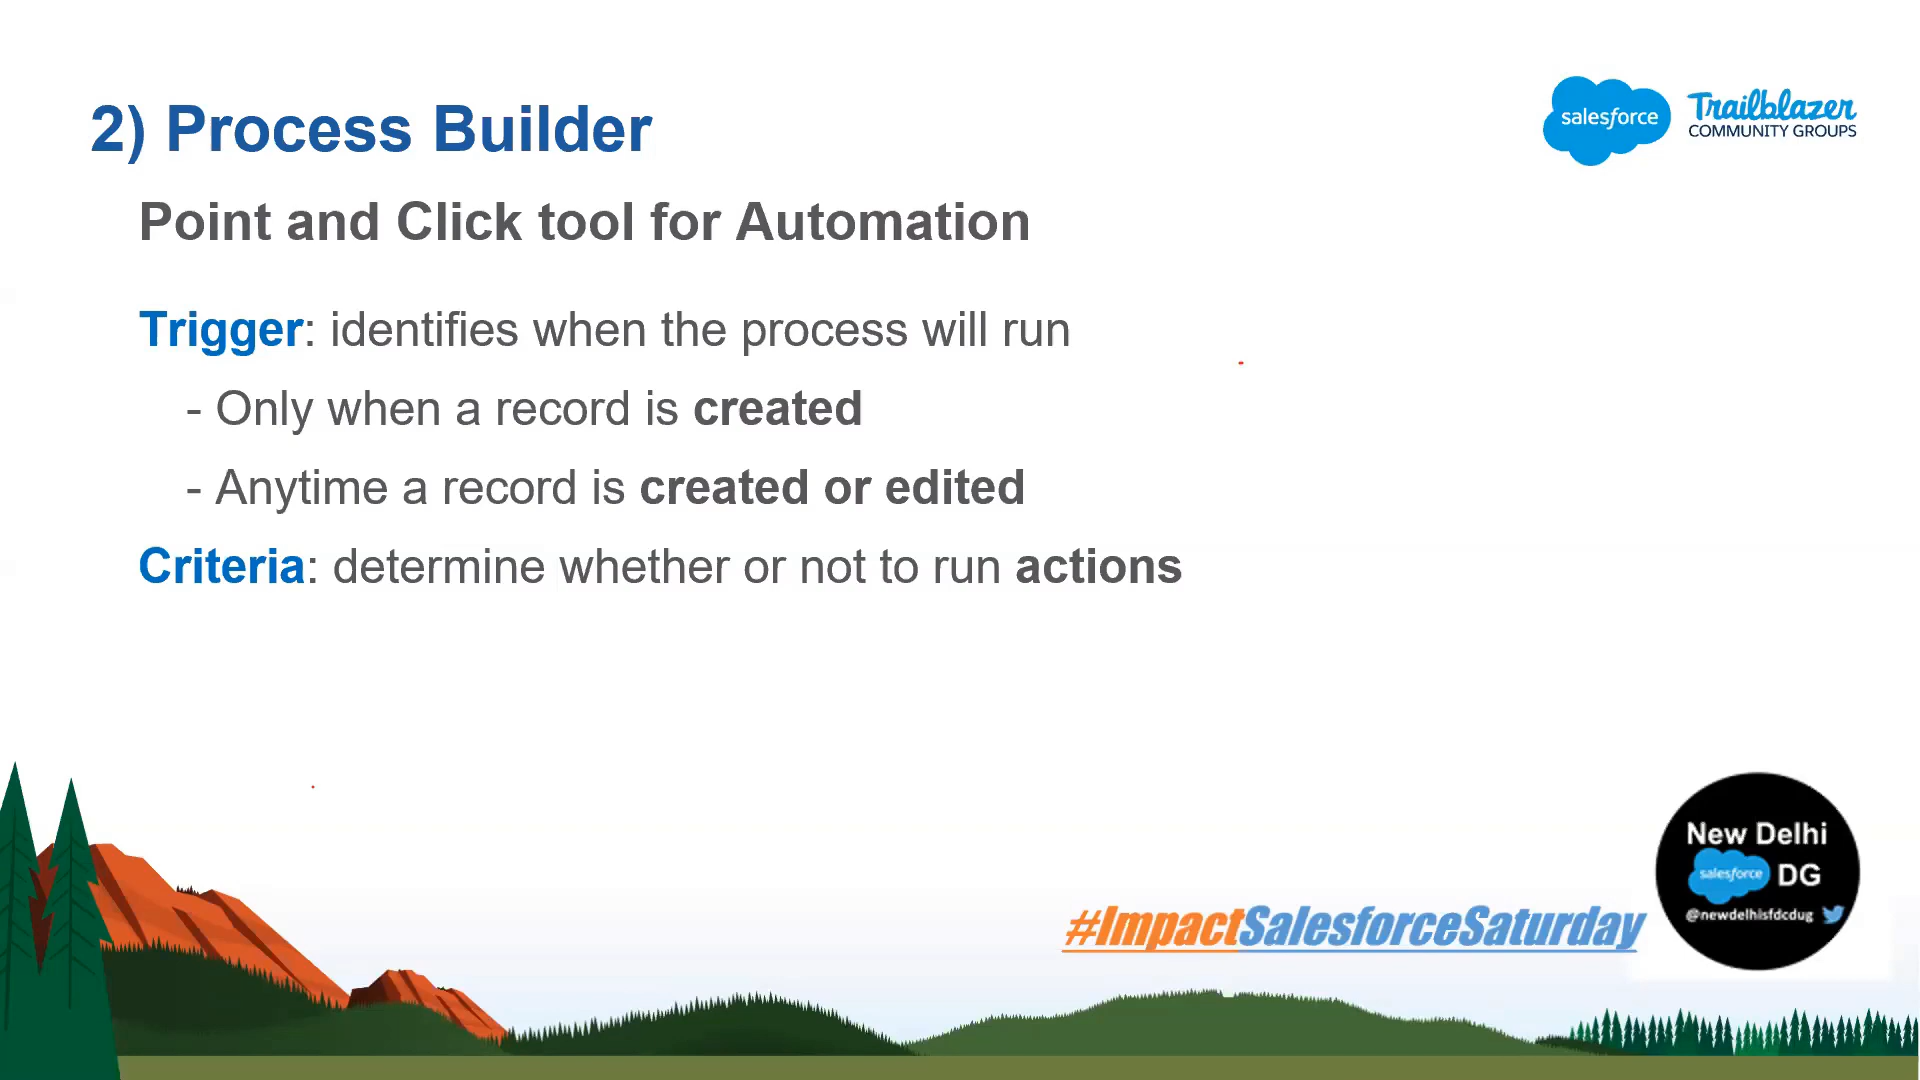 2) Process Builder
salesforce
Trailblazer
COMMUNITY GROUPS
Point and Click tool for Automation
Trigger: identifies when the process will run
- Only when a record is created
- Anytime a record is created or edited
Criteria: determine whether or not to run actions
#ImpactSalesforceSaturday
New Delhi
salesforce DG
@newdelhisfdcdug